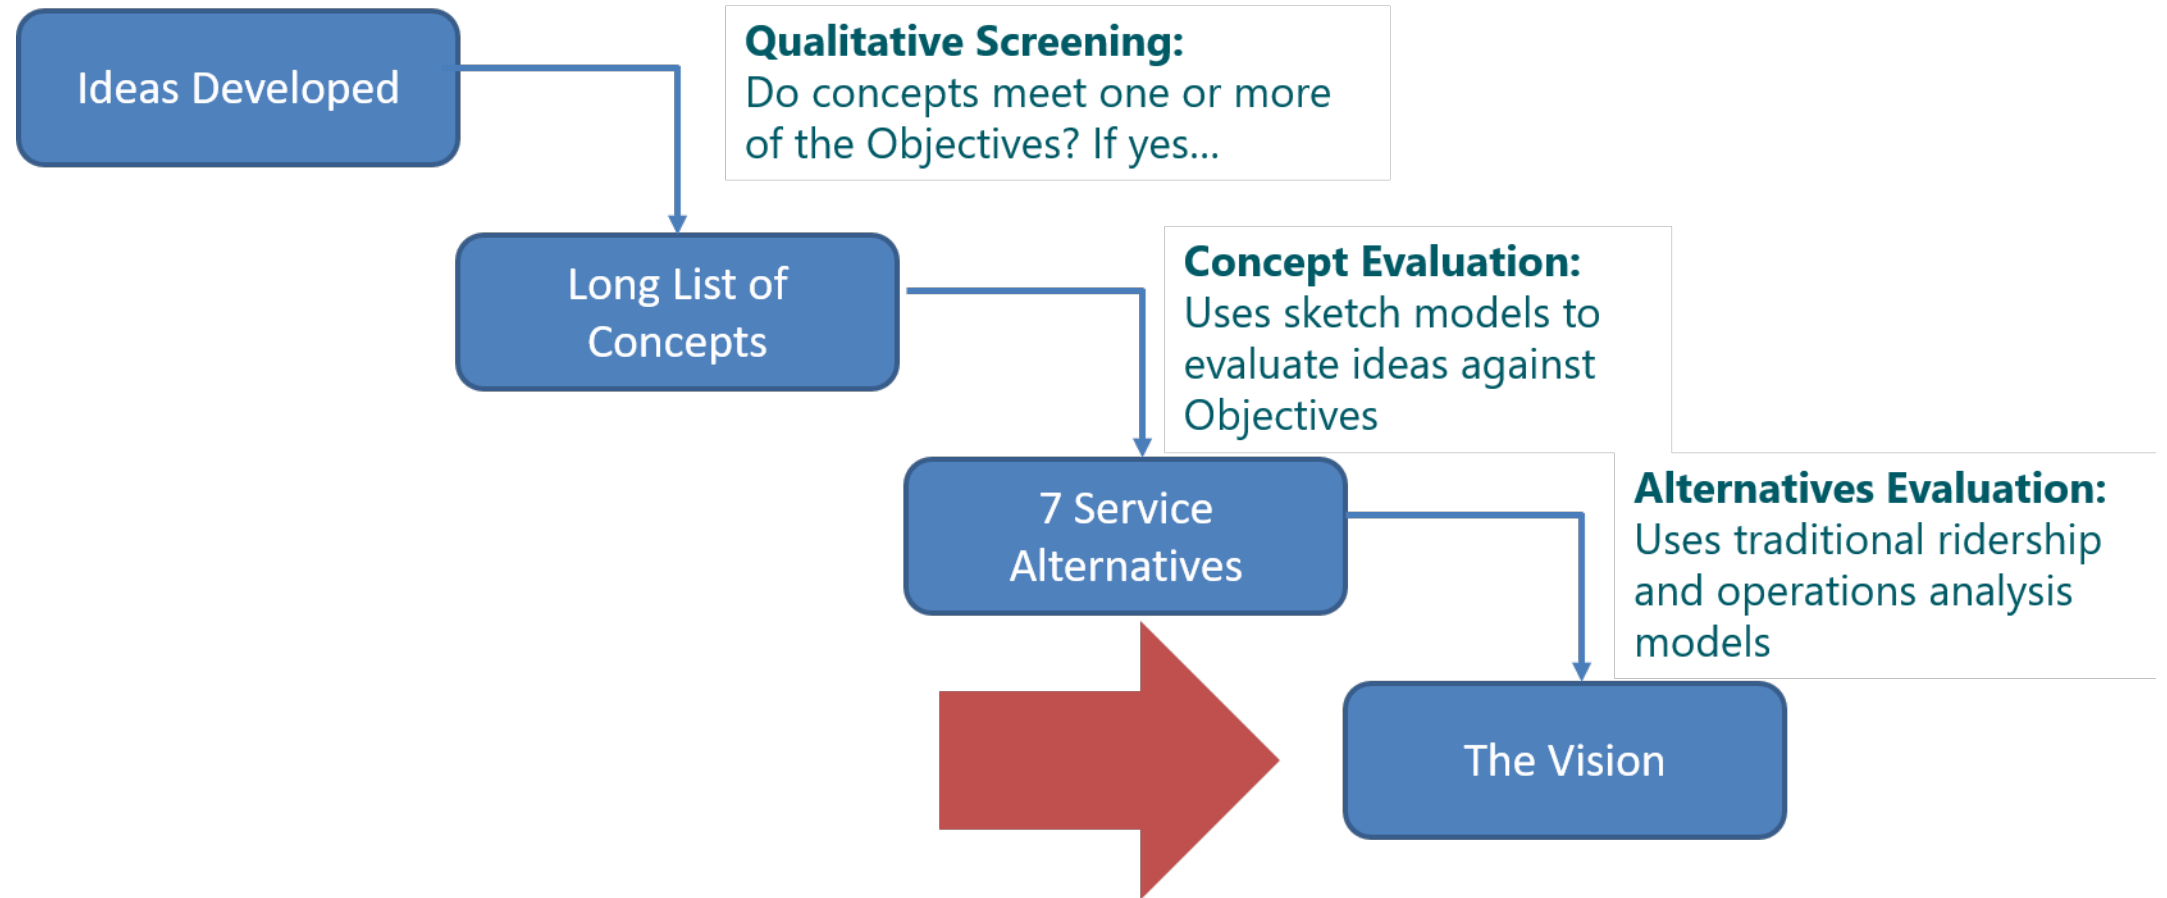 Ideas Developed
Qualitative Screening:
Do concepts meet one or more
of the Objectives? If yes...
Long List of
Concepts
Concept Evaluation:
Uses sketch models to
evaluate ideas against
Objectives
7 Service
Alternatives
Alternatives Evaluation:
Uses traditional ridership
and operations analysis
models
The Vision